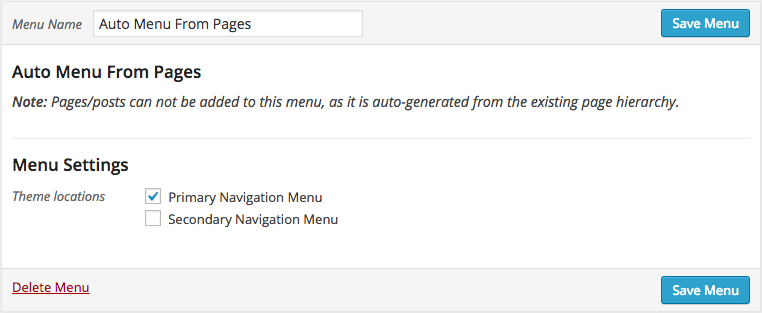 Menu Name Auto Menu From Pages Save Menu
Auto Menu From Pages
Note: Pages/posts can not be added to this menu, as it is auto-generated from the existing page hierarchy.
Menu Settings
Theme locations Primary Navigation Menu
Secondary Navigation Menu
Delete Menu Save Menu